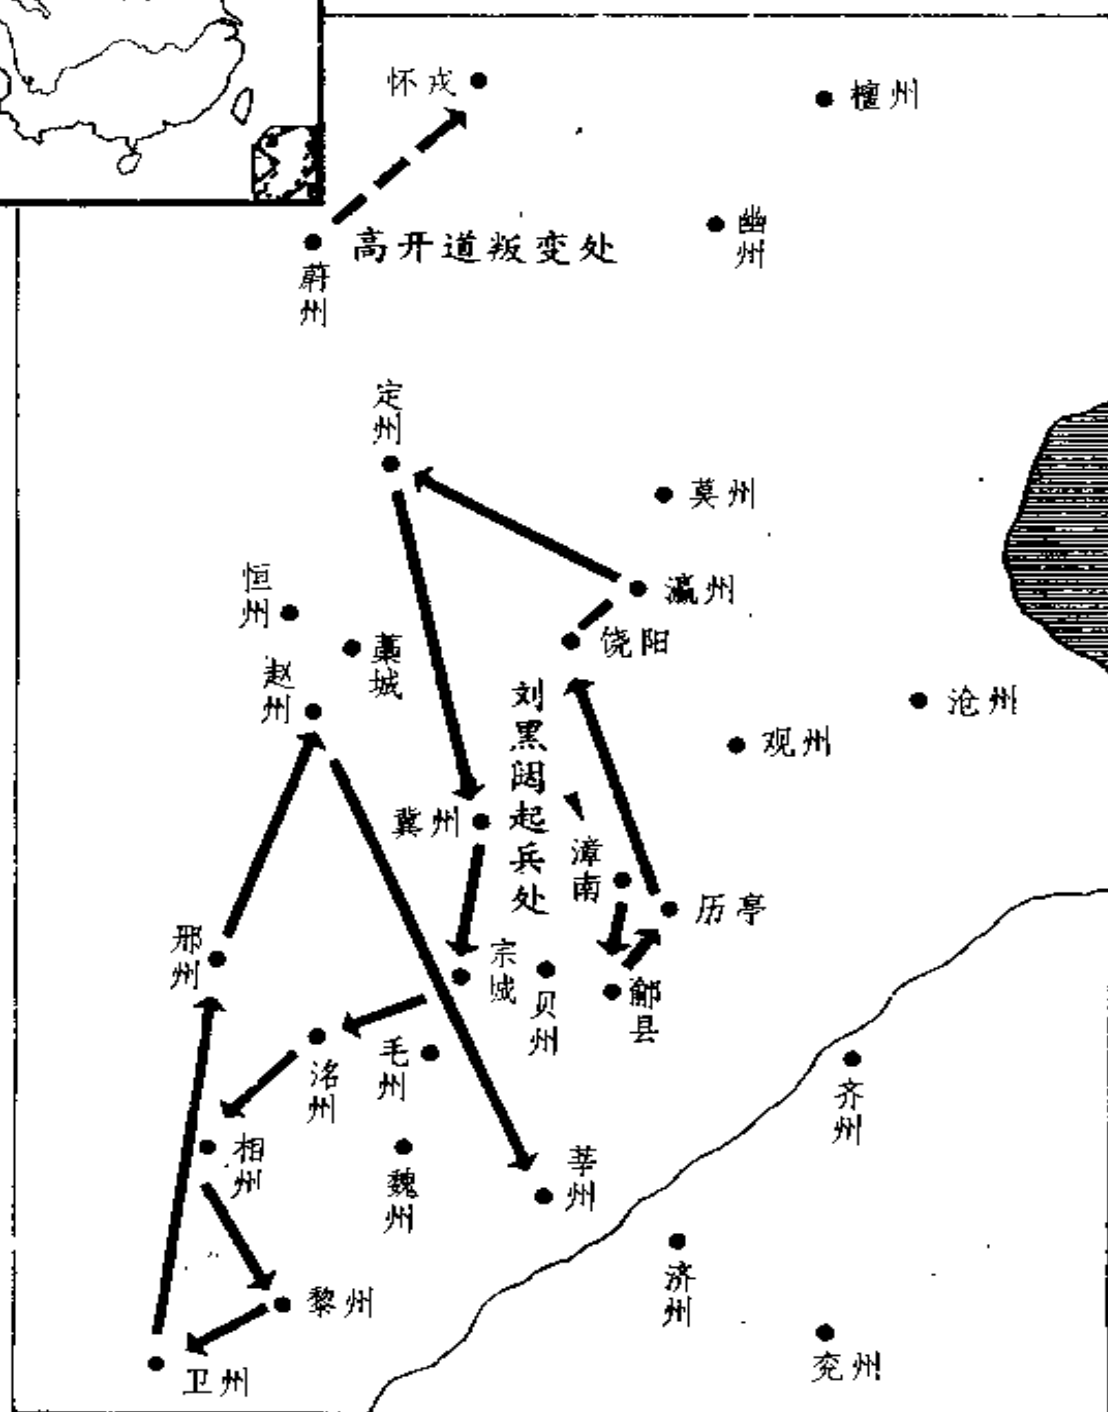 怀戎
檀州
幽州
高开道叛变处
蔚州
定州
莫州
瀛州
恒州
饶阳
藁城
赵州
沧州
观州
刘黑闼起兵处
冀州
漳南
历亭
邢州
宗城
贝州
鄃县
洺州
毛州
齐州
相州
魏州
莘州
济州
黎州
兖州
卫州